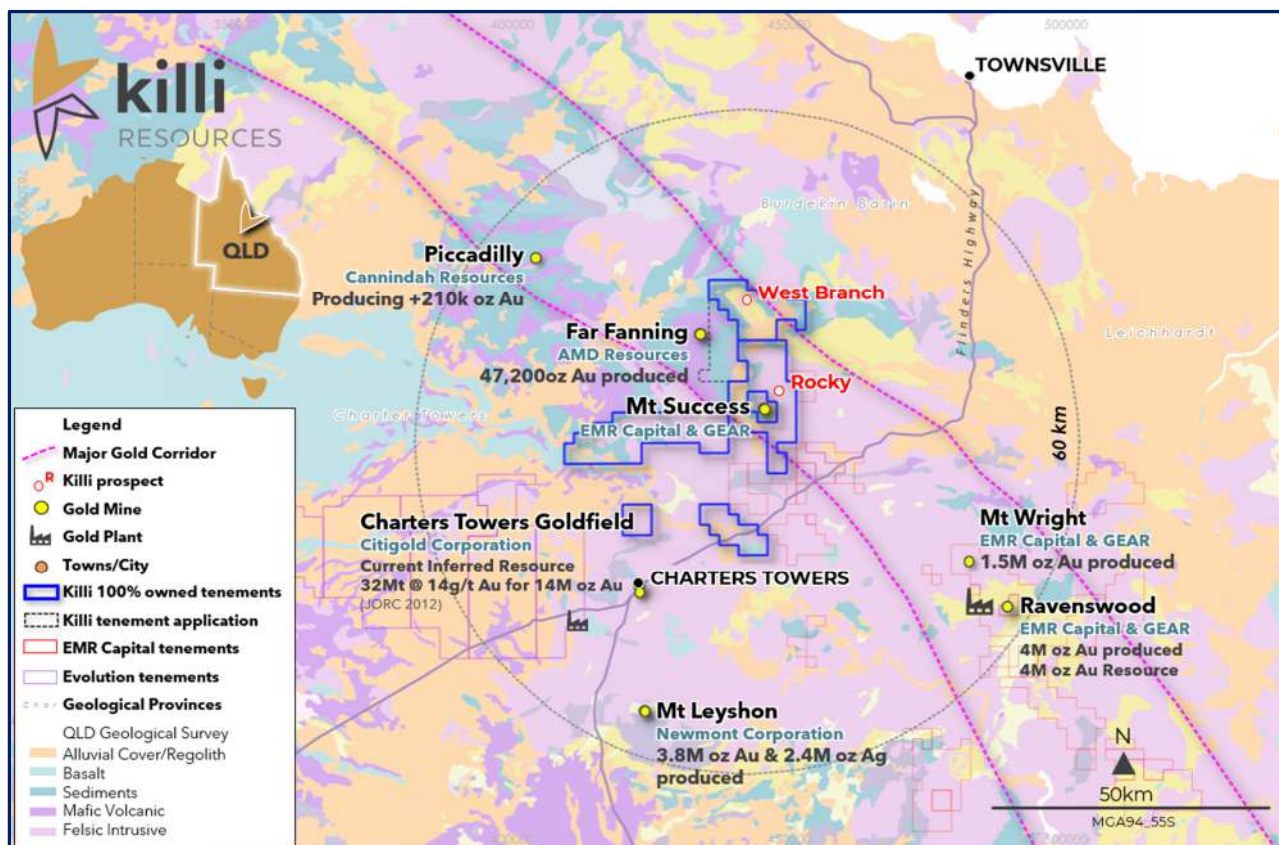 350000
400000
450000
500000
killi
RESOURCES
QLD
TOWNSVILLE
Burdekin Basin
Flinders Highway
Leichhardt
Piccadilly
Cannindah Resources
Producing +210k oz Au
West Branch
Far Fanning
AMD Resources
47,200oz Au produced
Rocky
Mt. Success
EMR Capital & GEAR
Charter Towers
60 km
Legend
Major Gold Corridor
R
Killi prospect
Gold Mine
Gold Plant
Towns/City
Killi 100% owned tenements
Killi tenement application
EMR Capital tenements
Evolution tenements
Char
Geological Provinces
QLD Geological Survey
Alluvial Cover/Regolith
Basalt
Sediments
Mafic Volcanic
Felsic Intrusive
Charters Towers Goldfield
Citigold Corporation
Current Inferred Resource
32Mt @ 14g/t Au for 14M oz Au
(JORC 2012)
CHARTERS TOWERS
Mt Wright
EMR Capital & GEAR
1.5M oz Au produced
Ravenswood
EMR Capital & GEAR
4M oz Au produced
4M oz Au Resource
Mt Leyshon
Newmont Corporation
3.8M oz Au & 2.4M oz Ag
produced
N
50km
MGA94_55S
400000
500000